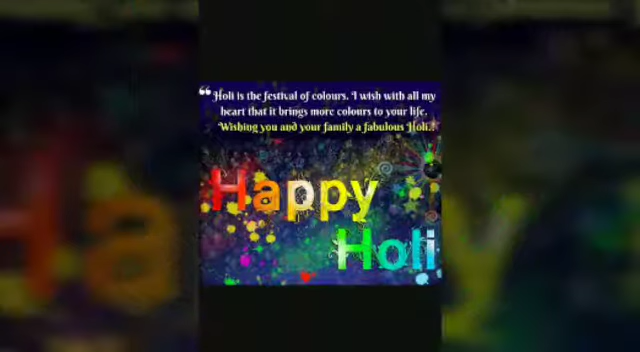 “Holi is the festival of colours. I wish with all my
heart that it brings more colours to your life.
Wishing you and your family a fabulous Holi.!
Happy
Holi